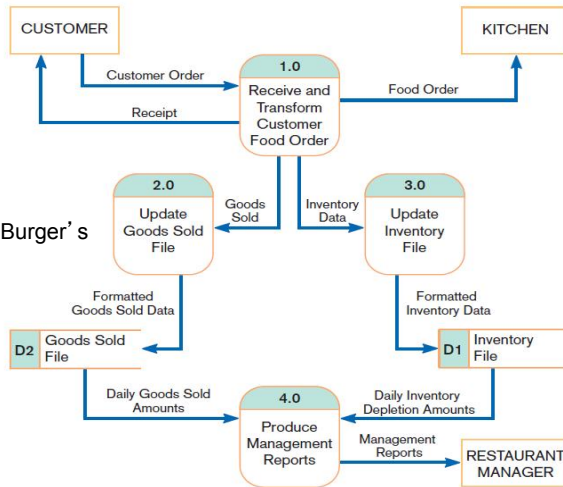 CUSTOMER
KITCHEN
Customer Order
Receipt
1.0
Receive and
Transform
Customer
Food Order
Food Order
2.0
Update
Goods Sold
File
Goods
Sold
Inventory
Data
3.0
Update
Inventory
File
Burger’s
Formatted
Goods Sold Data
Formatted
Inventory Data
D2
Goods Sold
File
D1
Inventory
File
Daily Goods Sold
Amounts
4.0
Produce
Management
Reports
Daily Inventory
Depletion Amounts
Management
Reports
RESTAURANT
MANAGER